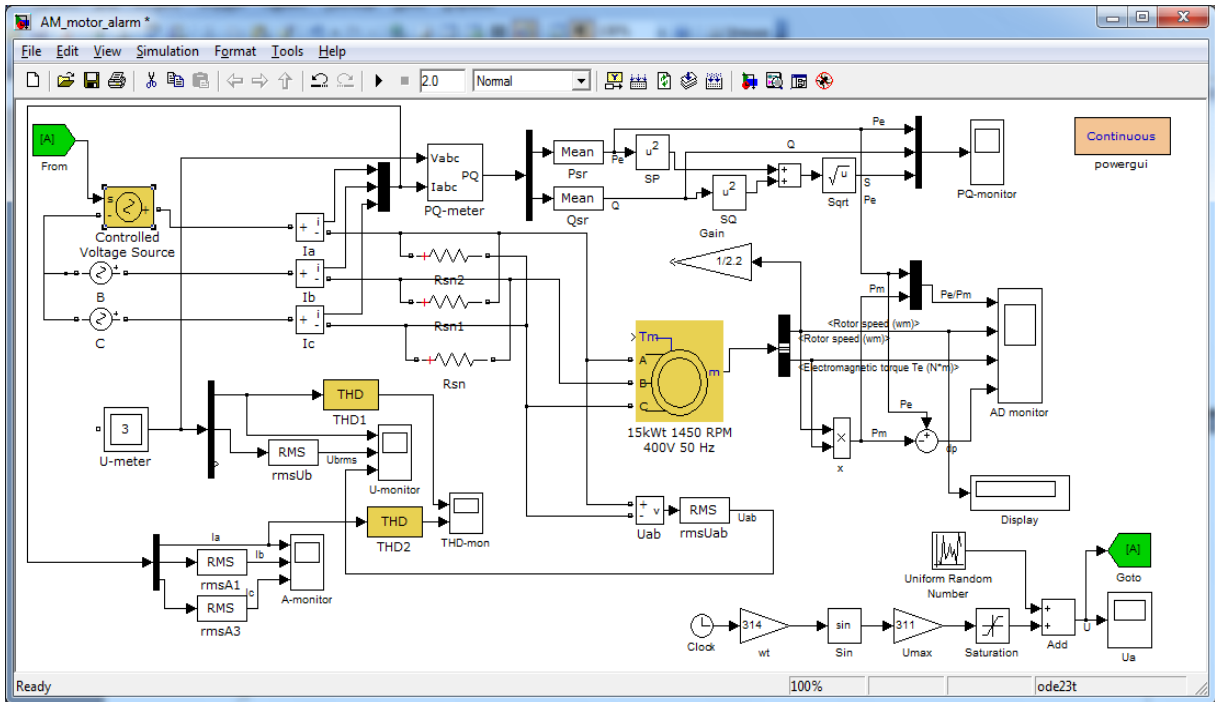 AM_motor_alarm *
File Edit View Simulation Format Tools Help
2.0 Normal
[A]
From
s
- +
Controlled
Voltage Source
B
C
+ i
-
Ia
+ i
-
Ib
+ i
-
Ic
Vabc
Iabc
PQ
PQ-meter
Mean
Psr
Mean
Qsr
Pe
Q
u²
SP
u²
SQ
Gain
+
+
√u
Sqrt
Pe
Q
S
Pe
PQ-monitor
Continuous
powergui
1/2.2
Rsn2
Rsn1
Rsn
Tm
A
B
C
m
15kWt 1450 RPM
400V 50 Hz
Pm
Pe/Pm
<Rotor speed (wm)>
<Rotor speed (wm)>
<Electromagnetic torque Te (N*m)>
AD monitor
Pe
×
x
Pm
- +
dp
Display
3
U-meter
THD
THD1
RMS
rmsUb
Ubrms
U-monitor
THD
THD2
THD-mon
Ia
RMS
rmsA1
Ib
RMS
rmsA3
Ic
A-monitor
+
- v
Uab
RMS
rmsUab
Uab
Uniform Random
Number
[A]
Goto
Clock
314
wt
sin
Sin
311
Umax
Saturation
+
+
Add
U
Ua
Ready 100% ode23t